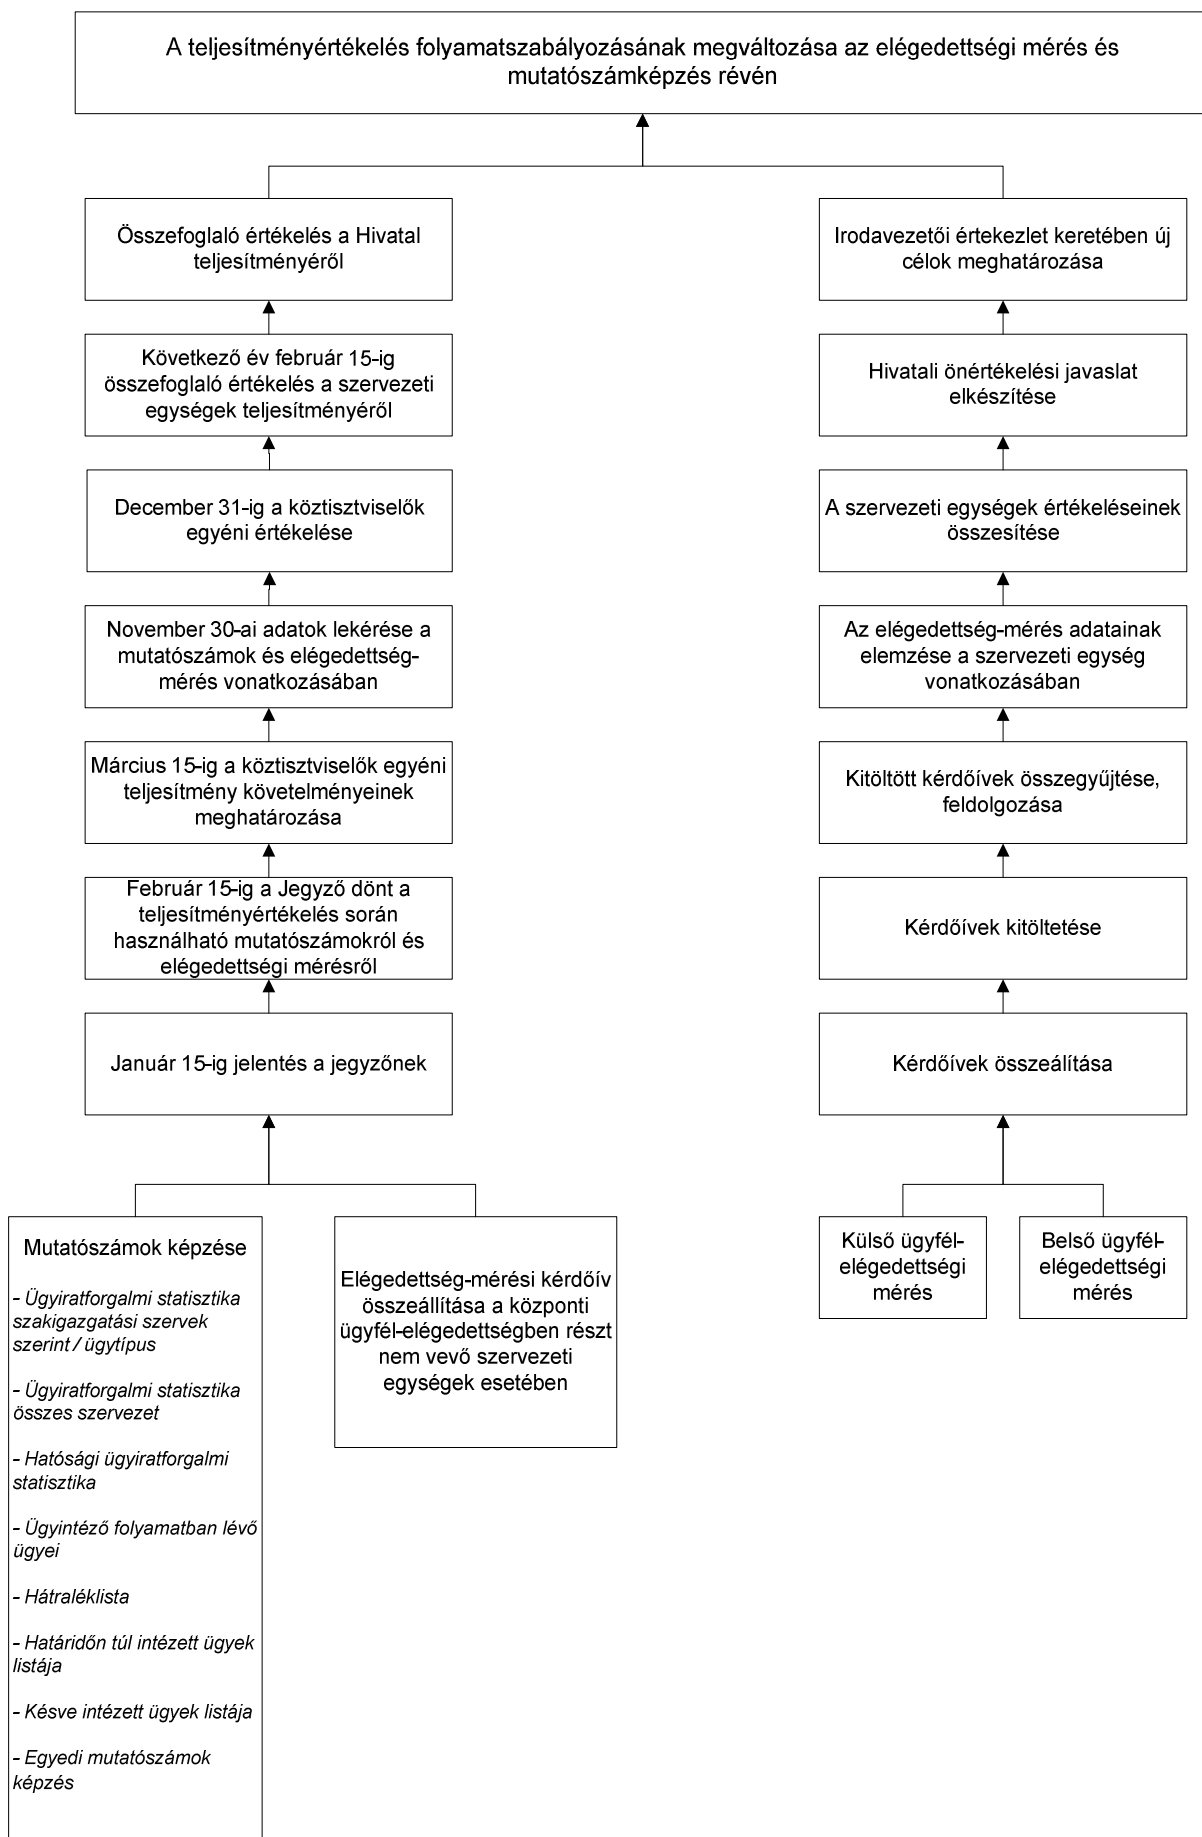 A teljesítményértékelés folyamatszabályozásának megváltozása az elégedettségi mérés és
mutatószámképzés révén
Összefoglaló értékelés a Hivatal
teljesítményéről
Következő év február 15-ig
összefoglaló értékelés a szervezeti
egységek teljesítményéről
December 31-ig a köztisztviselők
egyéni értékelése
November 30-ai adatok lekérése a
mutatószámok és elégedettség-
mérés vonatkozásában
Március 15-ig a köztisztviselők egyéni
teljesítmény követelményeinek
meghatározása
Február 15-ig a Jegyző dönt a
teljesítményértékelés során
használható mutatószámokról és
elégedettségi mérésről
Január 15-ig jelentés a jegyzőnek
Mutatószámok képzése
- Ügyiratforgalmi statisztika
szakigazgatási szervek
szerint / ügytípus
- Ügyiratforgalmi statisztika
összes szervezet
- Hatósági ügyiratforgalmi
statisztika
- Ügyintéző folyamatban lévő
ügyei
- Hátraléklista
- Határidőn túl intézett ügyek
listája
- Késve intézett ügyek listája
- Egyedi mutatószámok
képzés
Elégedettség-mérési kérdőív
összeállítása a központi
ügyfél-elégedettségben részt
nem vevő szervezeti
egységek esetében
Irodavezetői értekezlet keretében új
célok meghatározása
Hivatali önértékelési javaslat
elkészítése
A szervezeti egységek értékeléseinek
összesítése
Az elégedettség-mérés adatainak
elemzése a szervezeti egység
vonatkozásában
Kitöltött kérdőívek összegyűjtése,
feldolgozása
Kérdőívek kitöltetése
Kérdőívek összeálítása
Külső ügyfél-
elégedettségi
mérés
Belső ügyfél-
elégedettségi
mérés